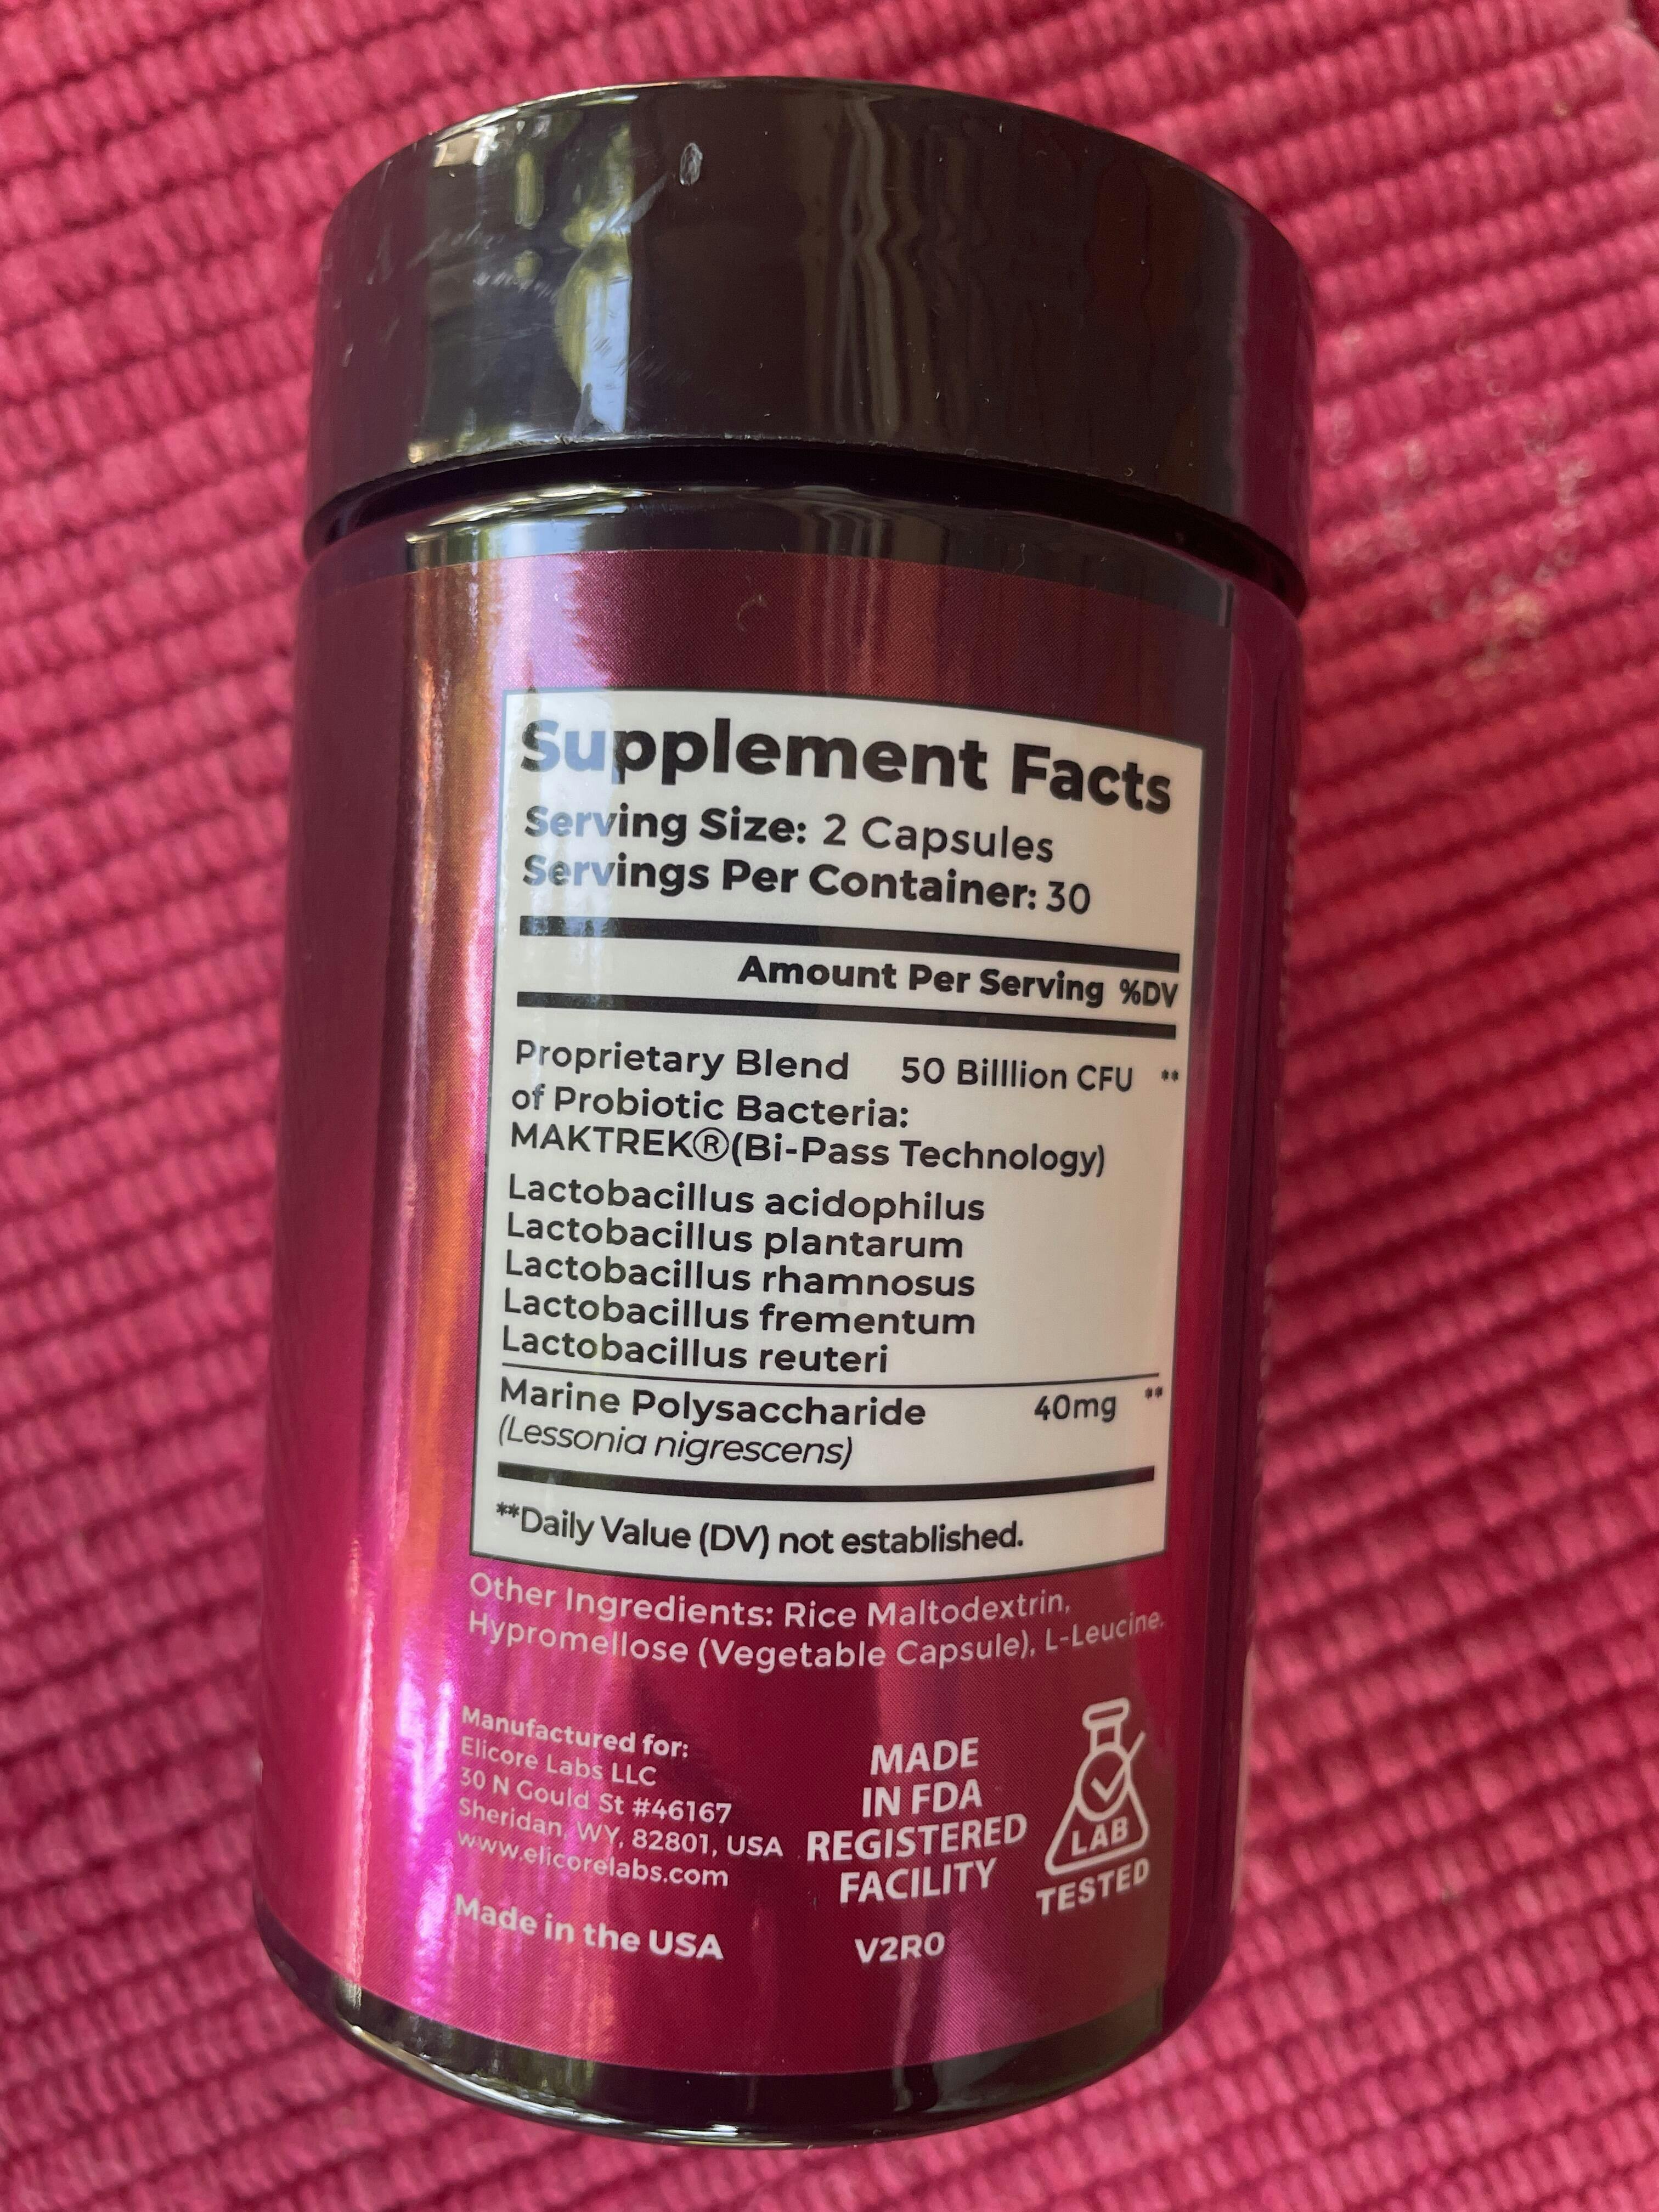 Supplement Facts
Serving Size: 2 Capsules
Servings Per Container: 30
Amount Per Serving %DV
Proprietary Blend 50 Billlion CFU **
of Probiotic Bacteria:
MAKTREK®(Bi-Pass Technology)
Lactobacillus acidophilus
Lactobacillus plantarum
Lactobacillus rhamnosus
Lactobacillus frementum
Lactobacillus reuteri
Marine Polysaccharide 40mg **
(Lessonia nigrescens)
**Daily Value (DV) not established.
Other Ingredients: Rice Maltodextrin,
Hypromellose (Vegetable Capsule), L-Leucine.
Manufactured for:
Elicore Labs LLC
30 N Gould St #46167
Sheridan, WY, 82801, USA
www.elicorelabs.com
Made in the USA
MADE
IN FDA
REGISTERED
FACILITY
V2R0
LAB
TESTED